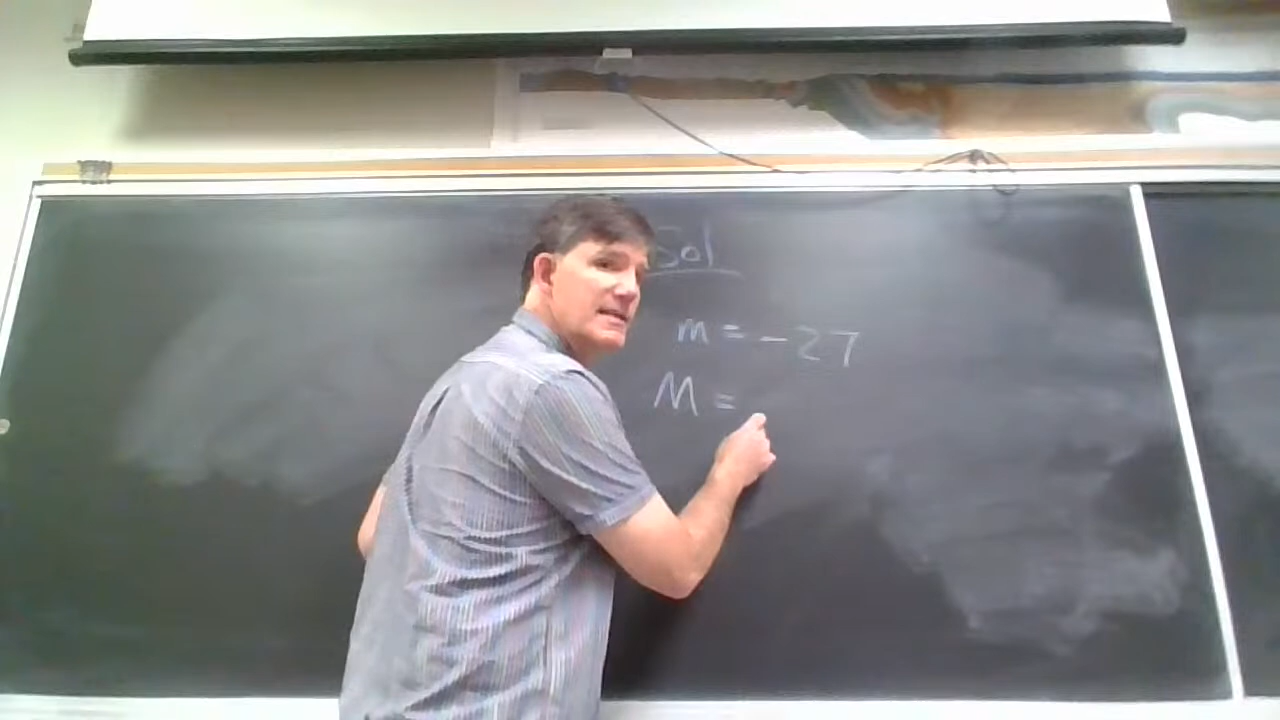 Sol
m = -27
M =